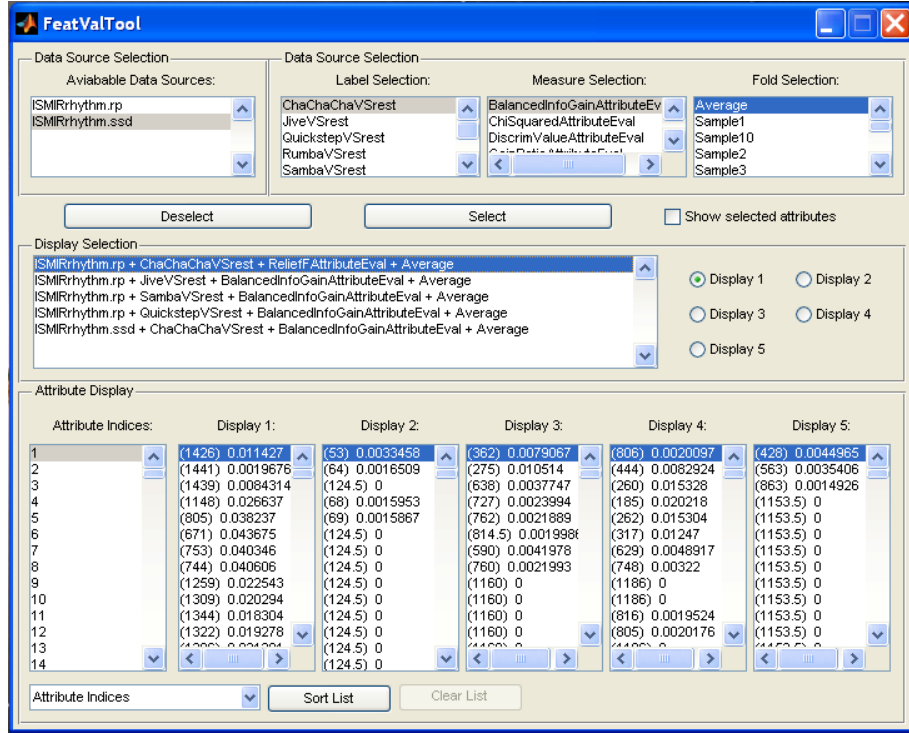 FeatValTool
Data Source Selection
Aviabable Data Sources:
ISMIRrhythm.rp
ISMIRrhythm.ssd
Data Source Selection
Label Selection:
ChaChaChaVSrest
JiveVSrest
QuickstepVSrest
RumbaVSrest
SambaVSrest
Measure Selection:
BalancedInfoGainAttributeEv
ChiSquaredAttributeEval
DiscrimValueAttributeEval
Fold Selection:
Average
Sample1
Sample10
Sample2
Sample3
Deselect
Select
Show selected attributes
Display Selection
ISMIRrhythm.rp + ChaChaChaVSrest + ReliefFAttributeEval + Average
ISMIRrhythm.rp + JiveVSrest + BalancedInfoGainAttributeEval + Average
ISMIRrhythm.rp + SambaVSrest + BalancedInfoGainAttributeEval + Average
ISMIRrhythm.rp + QuickstepVSrest + BalancedInfoGainAttributeEval + Average
ISMIRrhythm.ssd + ChaChaChaVSrest + BalancedInfoGainAttributeEval + Average
Display 1
Display 2
Display 3
Display 4
Display 5
Attribute Display
Attribute Indices:
1
2
3
4
5
6
7
8
9
10
11
12
13
14
Display 1:
(1426) 0.011427
(1441) 0.0019676
(1439) 0.0084314
(1148) 0.026637
(805) 0.038237
(671) 0.043675
(753) 0.040346
(744) 0.040606
(1259) 0.022543
(1309) 0.020294
(1344) 0.018304
(1322) 0.019278
Display 2:
(53) 0.0033458
(64) 0.0016509
(124.5) 0
(68) 0.0015953
(69) 0.0015867
(124.5) 0
(124.5) 0
(124.5) 0
(124.5) 0
(124.5) 0
(124.5) 0
(124.5) 0
(124.5) 0
(124.5) 0
Display 3:
(362) 0.0079067
(275) 0.010514
(638) 0.0037747
(727) 0.0023994
(762) 0.0021889
(814.5) 0.0019986
(590) 0.0041978
(760) 0.0021993
(1160) 0
(1160) 0
(1160) 0
(1160) 0
Display 4:
(806) 0.0020097
(444) 0.0082924
(260) 0.015328
(185) 0.020218
(262) 0.015304
(317) 0.01247
(629) 0.0048917
(748) 0.00322
(1186) 0
(1186) 0
(816) 0.0019524
(805) 0.0020176
Display 5:
(428) 0.0044965
(563) 0.0035406
(863) 0.0014926
(1153.5) 0
(1153.5) 0
(1153.5) 0
(1153.5) 0
(1153.5) 0
(1153.5) 0
(1153.5) 0
(1153.5) 0
(1153.5) 0
Attribute Indices
Sort List
Clear List